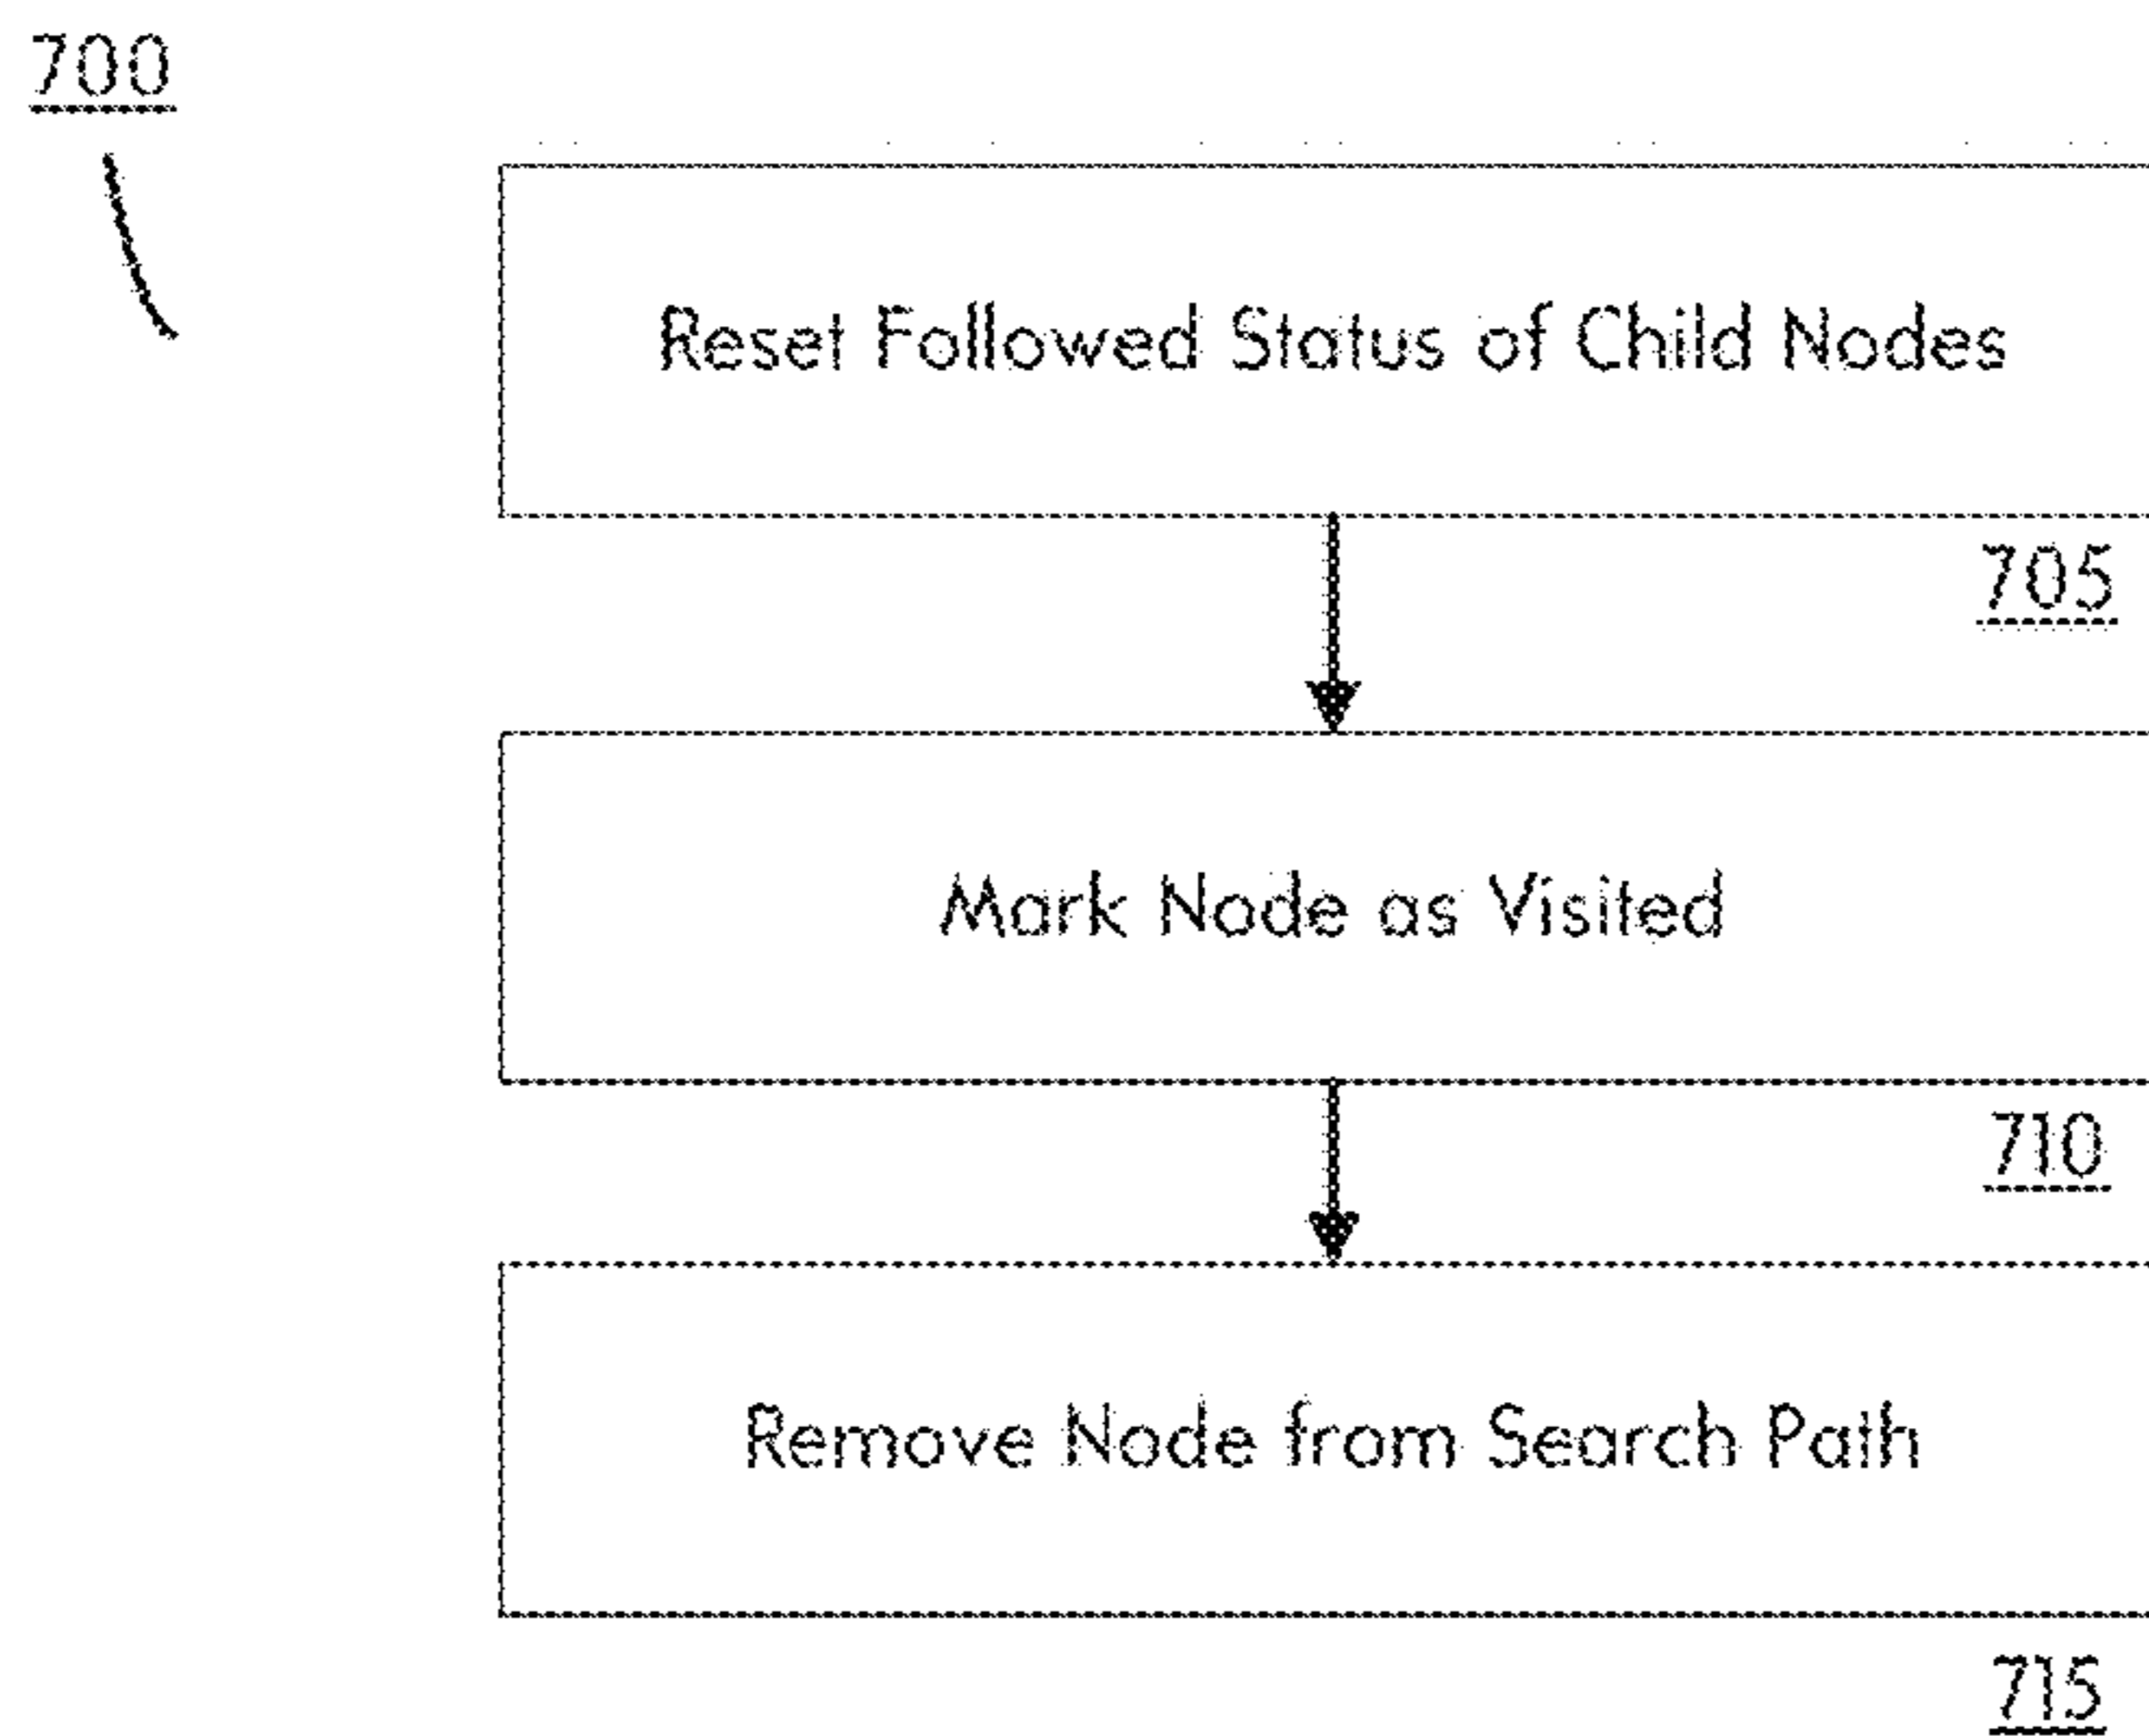 700
Reset Followed Status of Child Nodes
705
Mark Node as Visited
710
Remove Node from Search Path
715